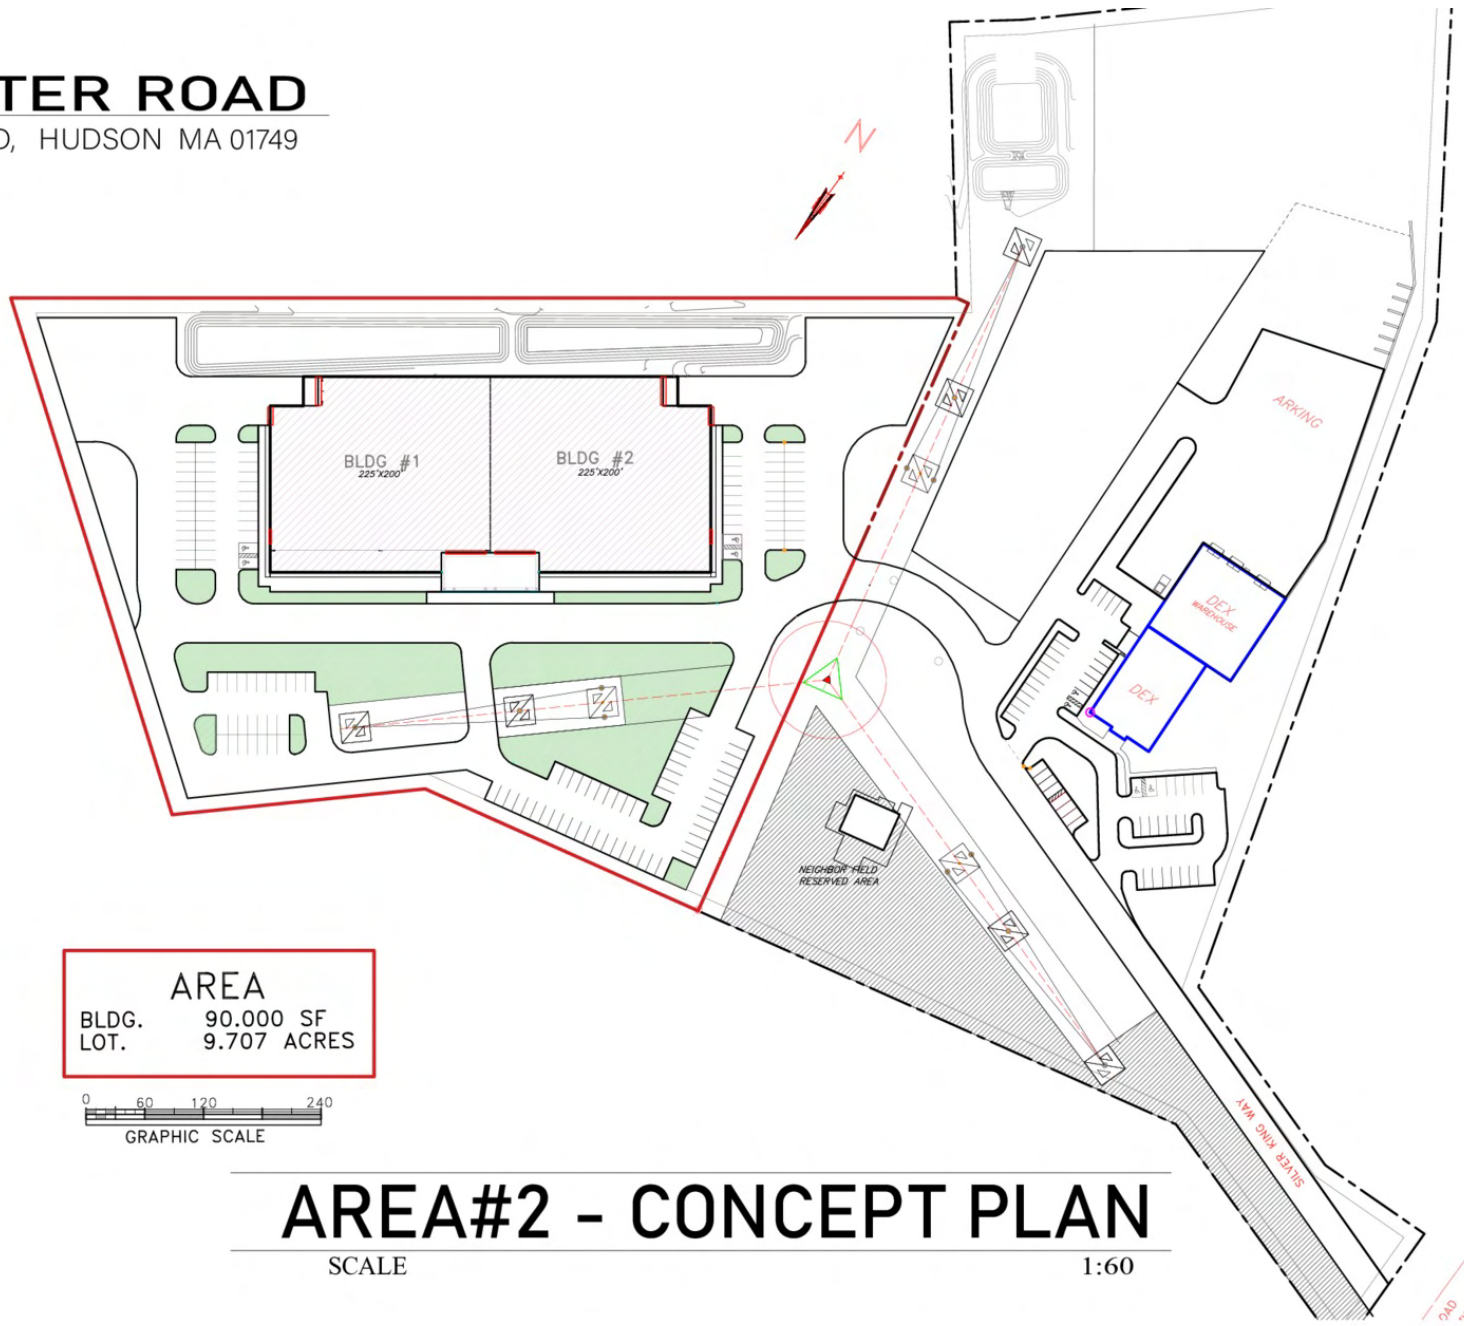 TER ROAD
D, HUDSON MA 01749
N
ARKING
BLDG #1
225'X200'
BLDG #2
225'X200'
DEX
WAREHOUSE
DEX
NEIGHBOR FIELD
RESERVED AREA
AREA
BLDG. 90.000 SF
LOT. 9.707 ACRES
0 60 120 240
GRAPHIC SCALE
SILVER KING WAY
AREA#2 - CONCEPT PLAN
SCALE 1:60
OAD